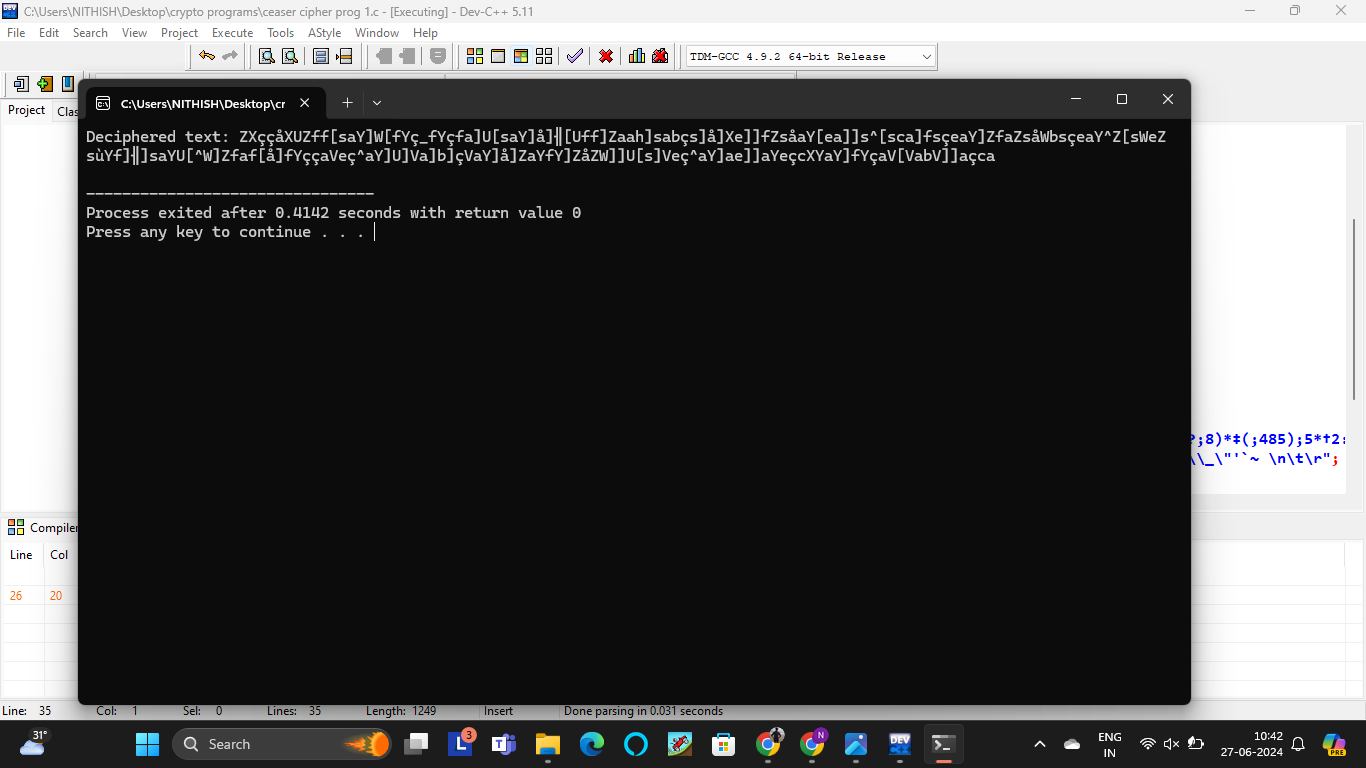 C:\Users\NITHISH\Desktop\crypto programs\ceaser cipher prog 1.c - [Executing] - Dev-C++ 5.11
File Edit Search View Project Execute Tools AStyle Window Help
TDM-GCC 4.9.2 64-bit Release
Project Clas
C:\Users\NITHISH\Desktop\cr
Deciphered text: ZXççåXUZff[saY]W[fYç_fYçfa]U[saY]å]╢[Uff]Zaah]sabçs]å]Xe]]fZsåaY[ea]]s^[sca]fsçeaY]ZfaZsåWbsçeaY^Z[sWeZ
sùYf]╢]saYU[^W]Zfaf[å]fYççaVeç^aY]U]Va]b]çVaY]å]ZaYfY]ZåZW]]U[s]Veç^aY]ae]]aYeçcXYaY]fYçaV[VabV]]açca
--------------------------------
Process exited after 0.4142 seconds with return value 0
Press any key to continue . . .
?;8)*‡(;485);5*†2:
\\_\"'`~ \n\t\r";
Compiler
Line Col
26 20
Line: 35 Col: 1 Sel: 0 Lines: 35 Length: 1249 Insert Done parsing in 0.031 seconds
31°
Search
3
N
DEV
PRE
ENG
IN
10:42
27-06-2024